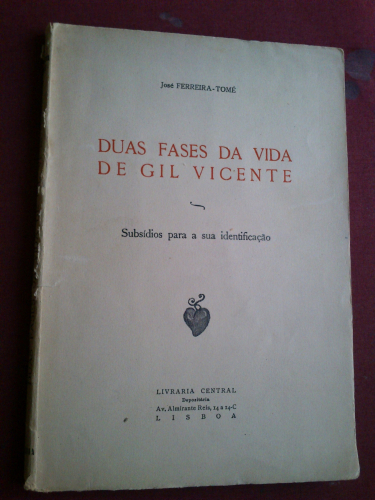 José FERREIRA-TOMÉ
DUAS FASES DA VIDA
DE GIL VICENTE
Subsídios para a sua identificação
LIVRARIA CENTRAL
Depositária
Av. Almirante Reis, 14 a 14-C
LISBOA